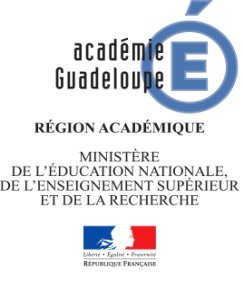 académie
Guadeloupe
É
RÉGION ACADÉMIQUE
MINISTÈRE
DE L'ÉDUCATION NATIONALE,
DE L'ENSEIGNEMENT SUPÉRIEUR
ET DE LA RECHERCHE
Liberté • Égalité • Fraternité
RÉPUBLIQUE FRANÇAISE